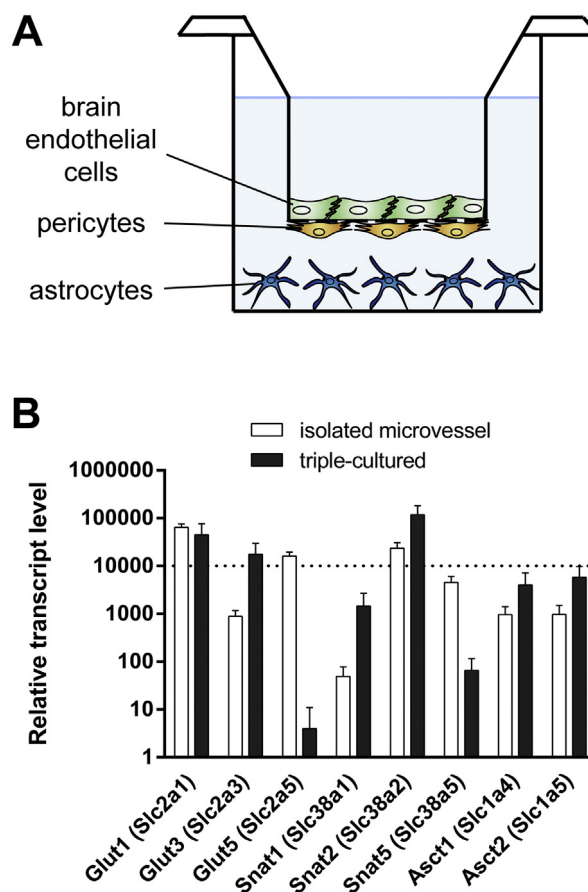 A
brain
endothelial
cells
pericytes
astrocytes
B
isolated microvessel
triple-cultured
Relative transcript level
1000000
100000
10000
1000
100
10
1
Glut1 (Slc2a1)
Glut3 (Slc2a3)
Glut5 (Slc2a5)
Snat1 (Slc38a1)
Snat2 (Slc38a2)
Snat5 (Slc38a5)
Asct1 (Slc1a4)
Asct2 (Slc1a5)